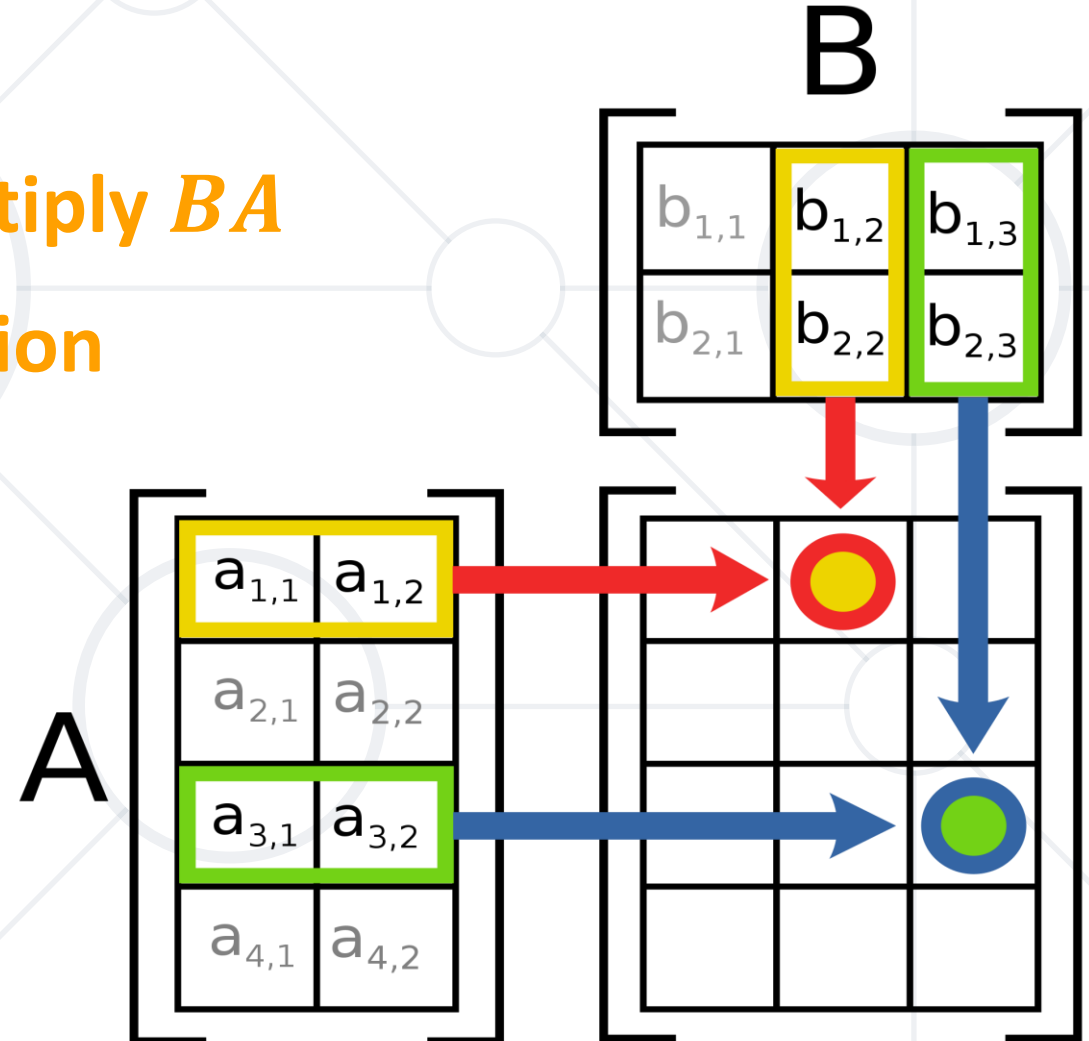 B
tiply BA
ion
b1,1 b1,2 b1,3
b2,1 b2,2 b2,3
A
a1,1 a1,2
a2,1 a2,2
a3,1 a3,2
a4,1 a4,2